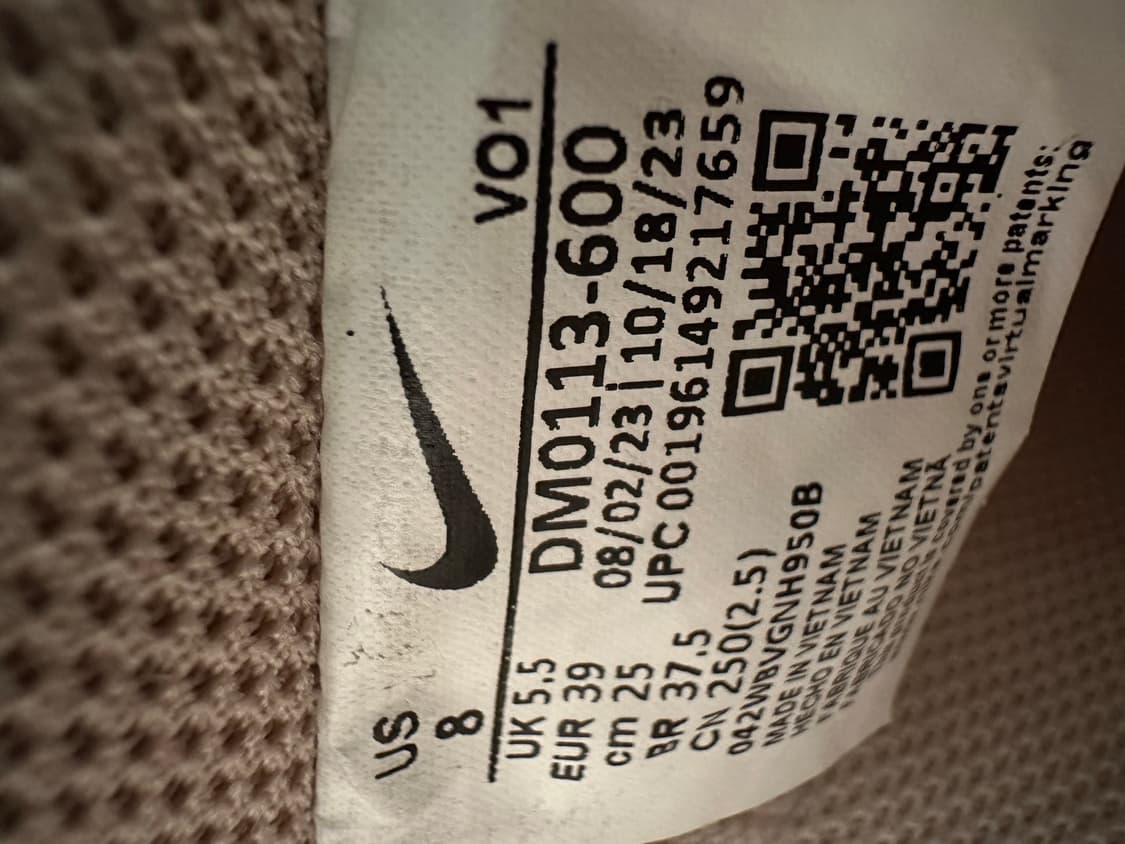 US
8
VO1
UK 5.5
EUR 39
cm 25
BR 37.5
CN 250(2.5)
DM0113-600
08/02/23 | 10/18/23
UPC 00196149217659
042WBVGNH950B
MADE IN VIETNAM
HECHO EN VIETNAM
FABRIQUE AU VIETNAM
FABRICADO NO VIETNÃ
covered by one or more patents:
virtualmarking